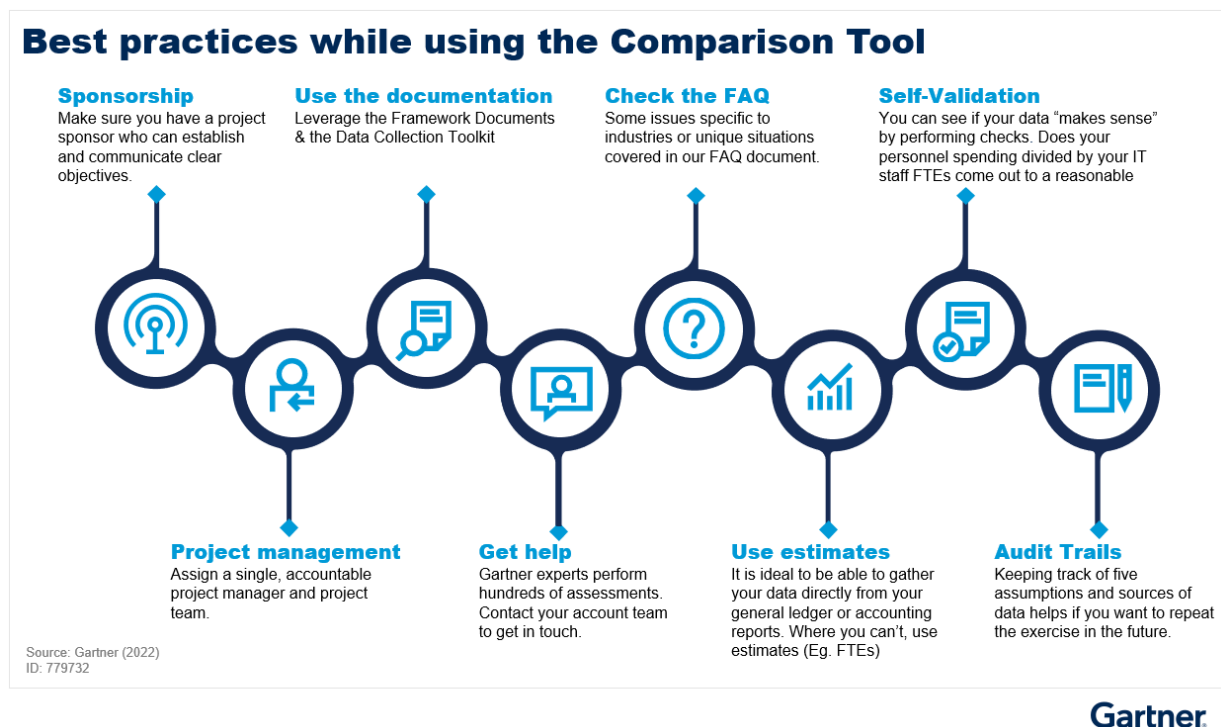 Best practices while using the Comparison Tool
Sponsorship
Make sure you have a project
sponsor who can establish
and communicate clear
objectives.
Use the documentation
Leverage the Framework Documents
& the Data Collection Toolkit
Check the FAQ
Some issues specific to
industries or unique situations
covered in our FAQ document.
Self-Validation
You can see if your data “makes sense”
by performing checks. Does your
personnel spending divided by your IT
staff FTEs come out to a reasonable
Project management
Assign a single, accountable
project manager and project
team.
Get help
Gartner experts perform
hundreds of assessments.
Contact your account team
to get in touch.
Use estimates
It is ideal to be able to gather
your data directly from your
general ledger or accounting
reports. Where you can’t, use
estimates (Eg. FTEs)
Audit Trails
Keeping track of five
assumptions and sources of
data helps if you want to repeat
the exercise in the future.
Source: Gartner (2022)
ID: 779732
Gartner